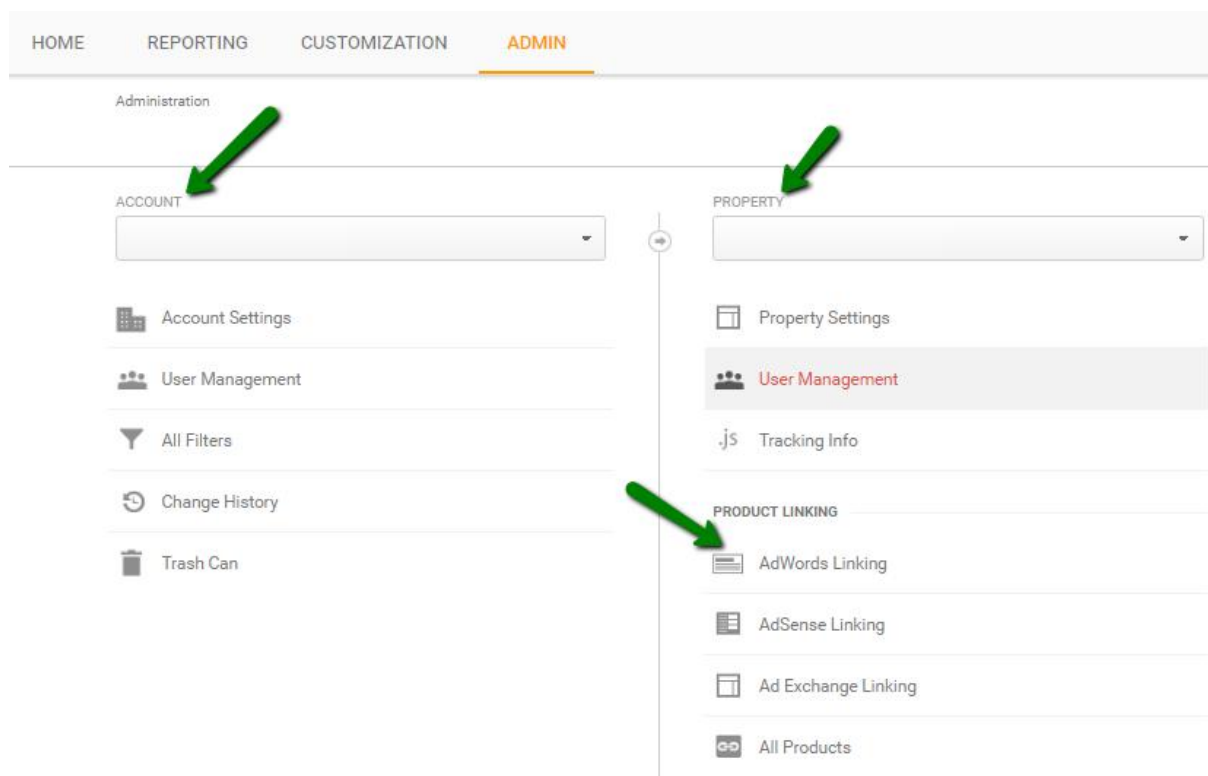 HOME REPORTING CUSTOMIZATION ADMIN
Administration
ACCOUNT
Account Settings
User Management
All Filters
Change History
Trash Can
PROPERTY
Property Settings
User Management
.js Tracking Info
PRODUCT LINKING
AdWords Linking
AdSense Linking
Ad Exchange Linking
All Products